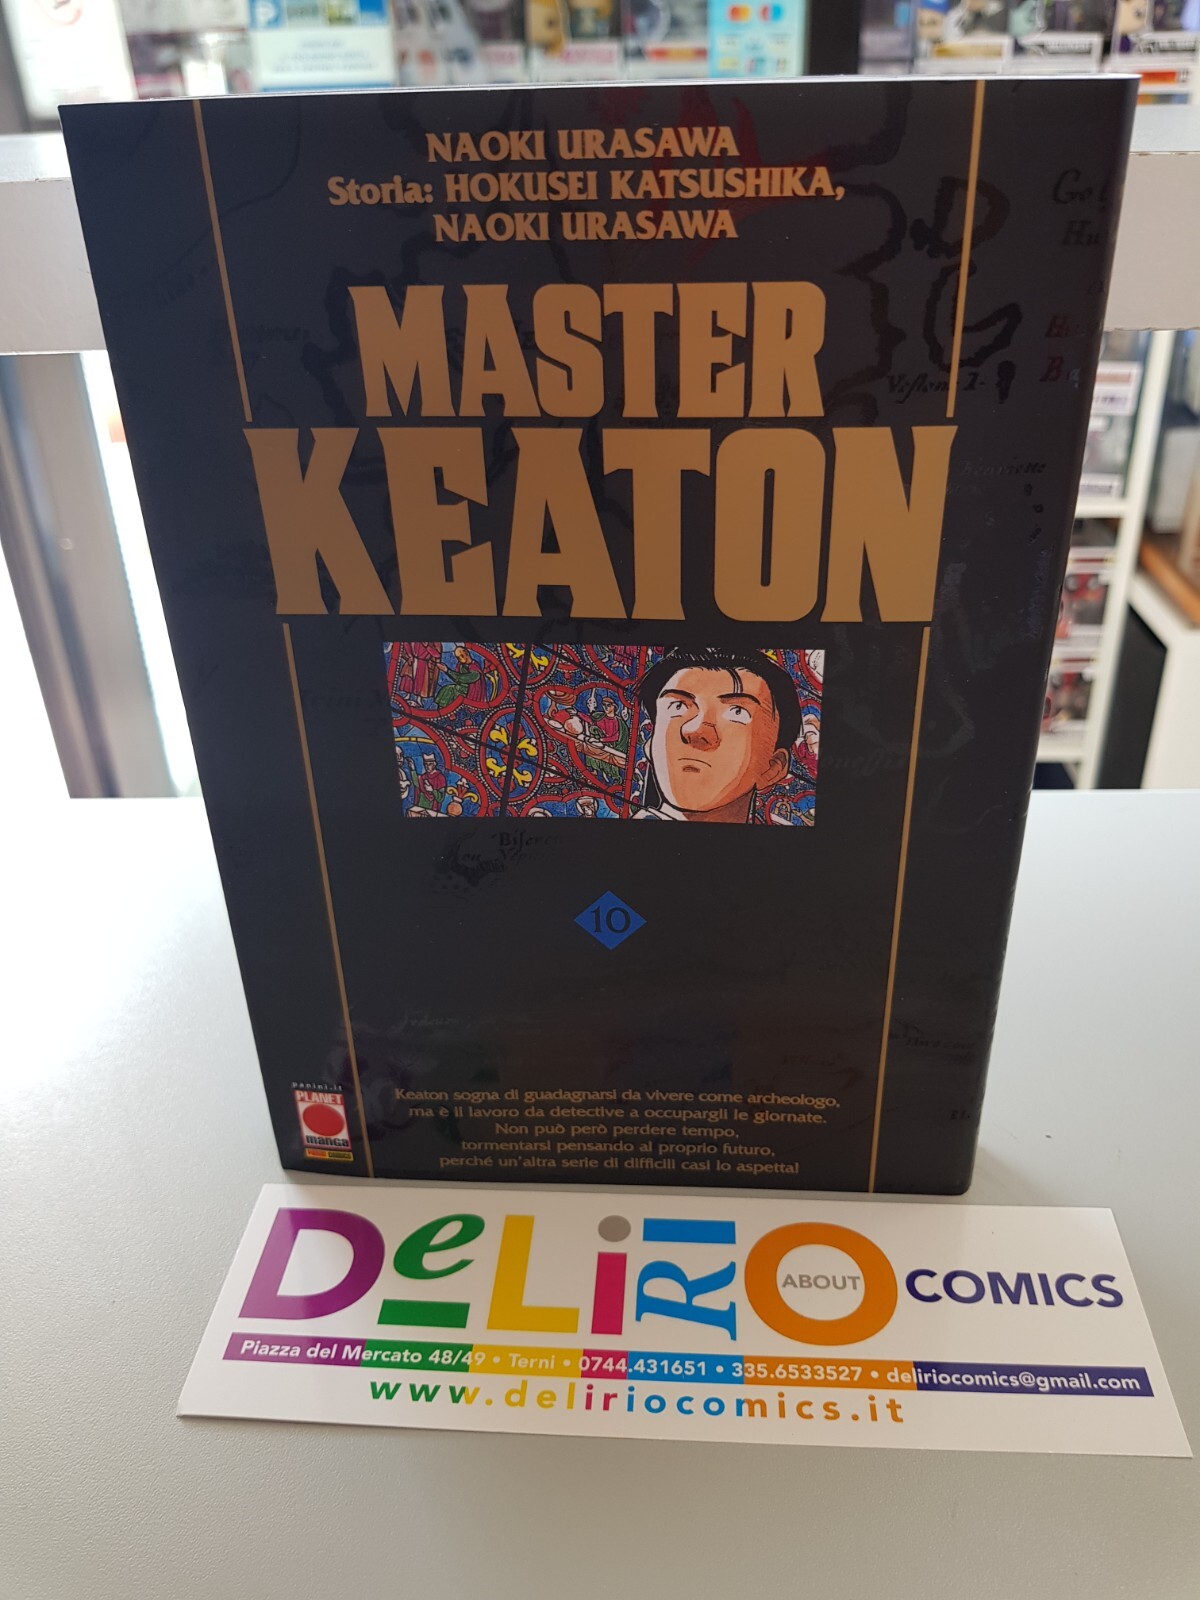 NAOKI URASAWA
Storia: HOKUSEI KATSUSHIKA,
NAOKI URASAWA
MASTER
KEATON
10
panini.it
PLANET
manga
Keaton sogna di guadagnarsi da vivere come archeologo,
ma è il lavoro da detective a occupargli le giornate.
Non può però perdere tempo,
tormentarsi pensando al proprio futuro,
perché un'altra serie di difficili casi lo aspetta!
DeLiRIO ABOUT COMICS
Piazza del Mercato 48/49 • Terni • 0744.431651 • 335.6533527 • deliriocomics@gmail.com
www.deliriocomics.it